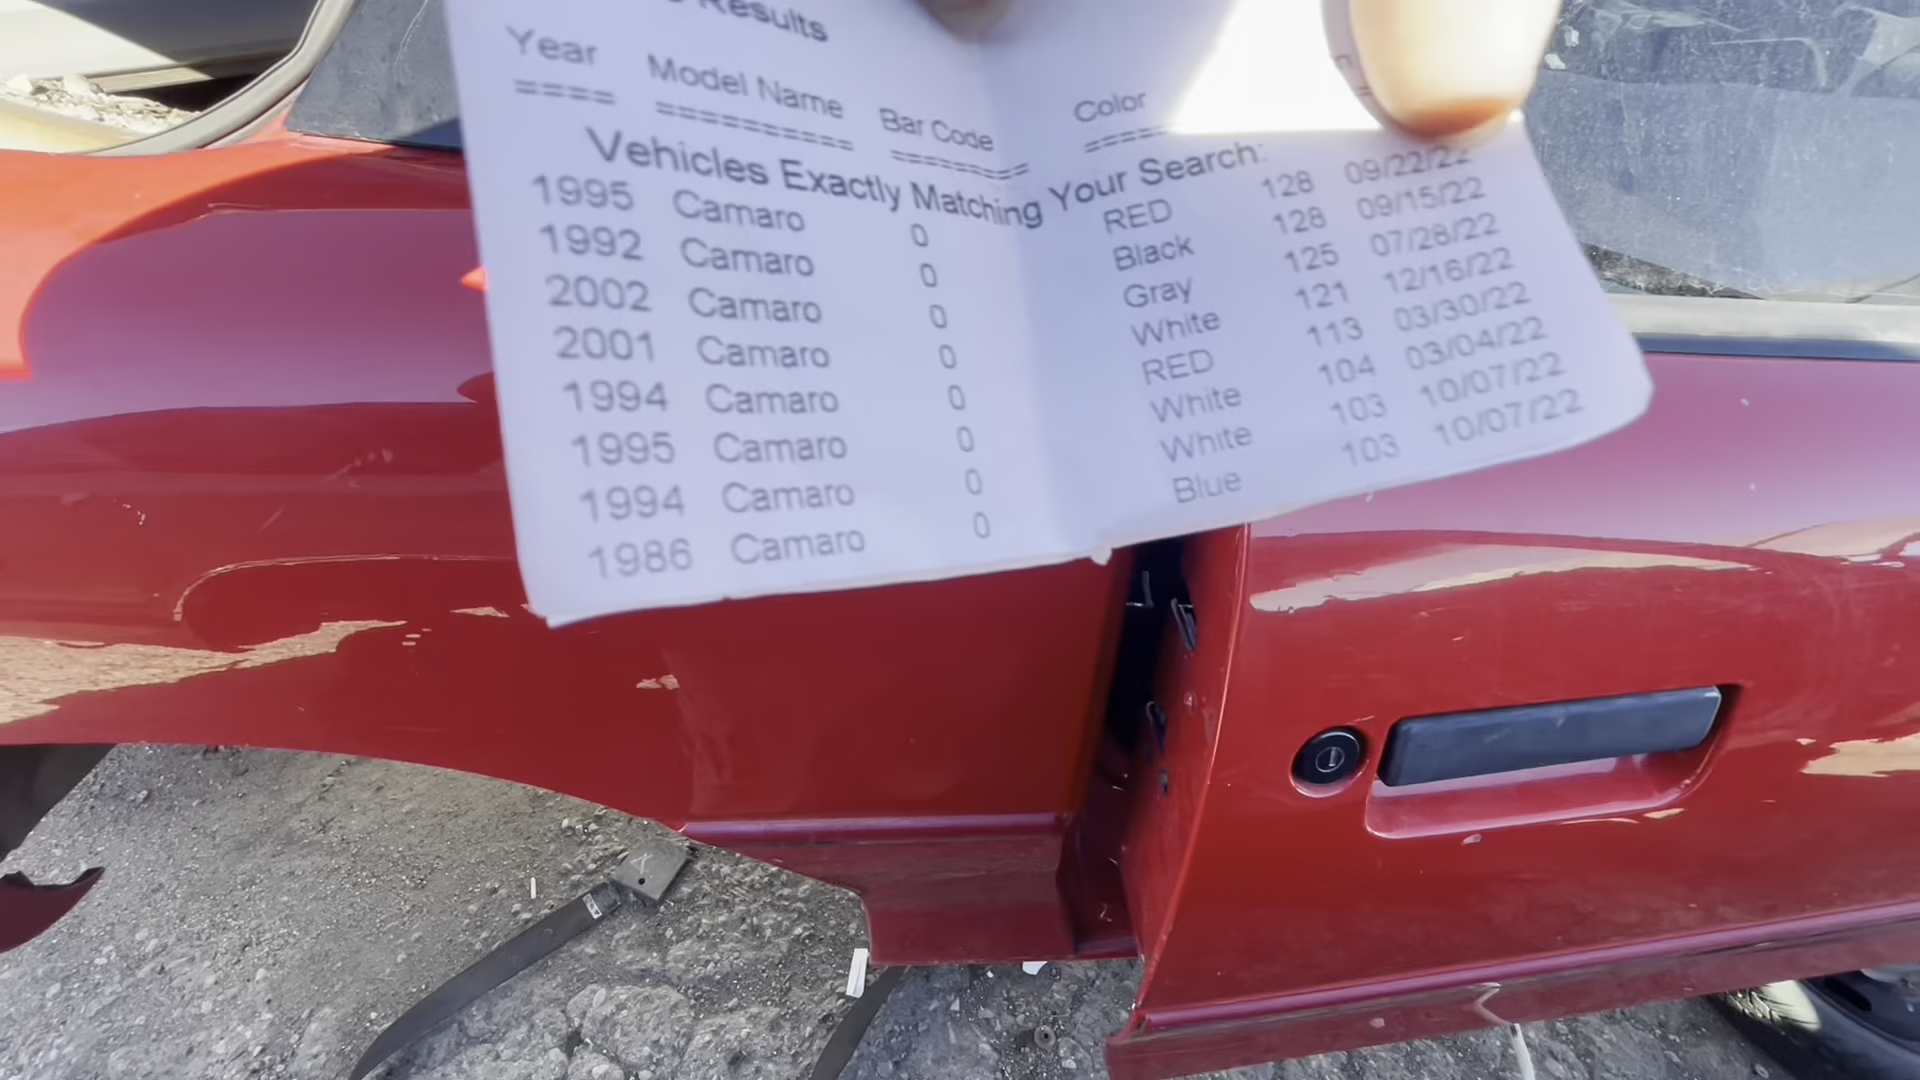 Results
Year Model Name Bar Code Color
==== ========== ======== ====
Vehicles Exactly Matching Your Search:
1995 Camaro 0 RED 128 09/22/22
1992 Camaro 0 Black 128 09/15/22
2002 Camaro 0 Gray 125 07/28/22
2001 Camaro 0 White 121 12/16/22
1994 Camaro 0 RED 113 03/30/22
1995 Camaro 0 White 104 03/04/22
1994 Camaro 0 White 103 10/07/22
1986 Camaro 0 Blue 103 10/07/22